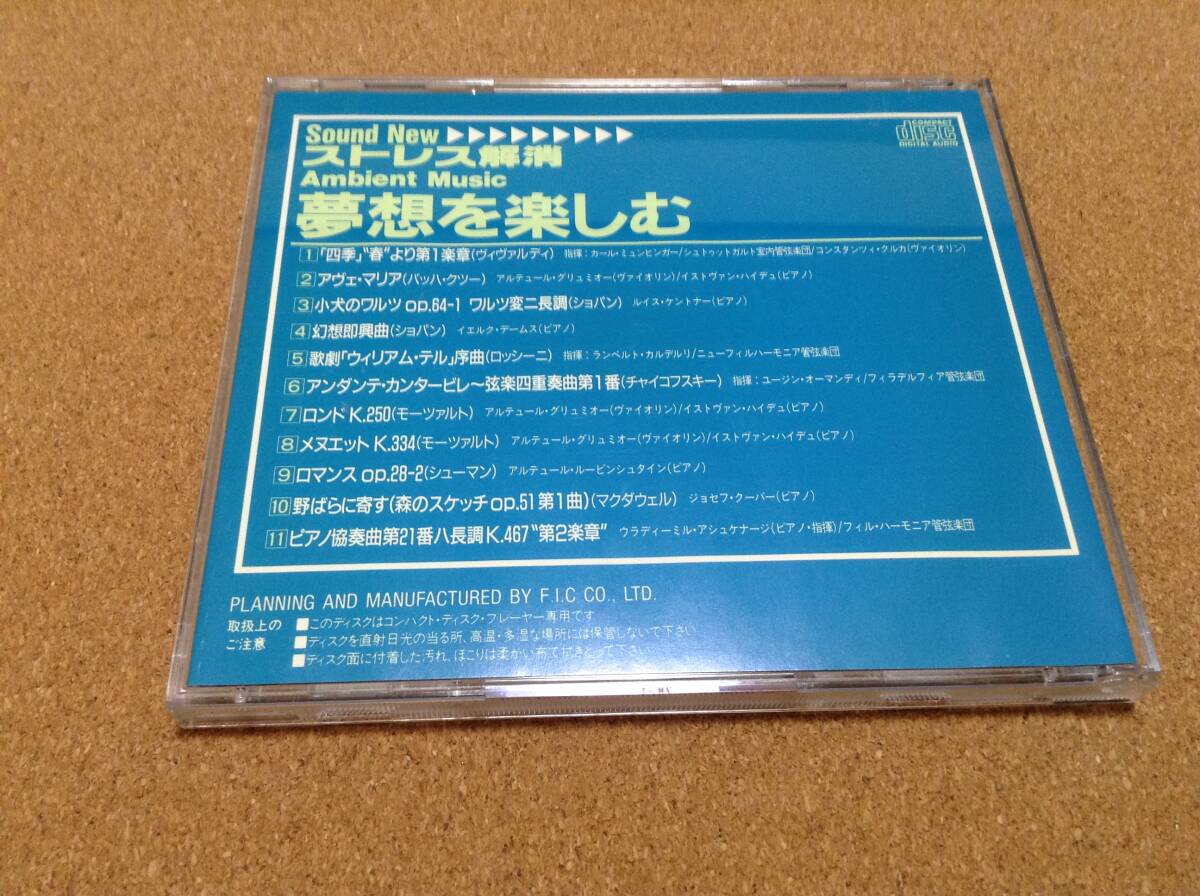 Sound New ▶▶▶▶▶▶▶▶▶
COMPACT
disc
DIGITAL AUDIO
ストレス解消
Ambient Music
夢想を楽しむ
1 「四季」“春”より第1楽章(ヴィヴァルディ) 指揮:カール・ミュンヒンガー/シュトゥットガルト室内管弦楽団/コンスタンツィ・クルカ(ヴァイオリン)
2 アヴェ・マリア(バッハ・グノー) アルテュール・グリュミオー(ヴァイオリン)/イストヴァン・ハイデュ(ピアノ)
3 小犬のワルツ op.64-1 ワルツ変ニ長調(ショパン) ルイス・ケントナー(ピアノ)
4 幻想即興曲(ショパン) イエルク・デームス(ピアノ)
5 歌劇「ウィリアム・テル」序曲(ロッシーニ) 指揮:ランベルト・ガルデルリ/ニューフィルハーモニア管弦楽団
6 アンダンテ・カンタービレ〜弦楽四重奏曲第1番(チャイコフスキー) 指揮:ユージン・オーマンディ/フィラデルフィア管弦楽団
7 ロンド K.250(モーツァルト) アルテュール・グリュミオー(ヴァイオリン)/イストヴァン・ハイデュ(ピアノ)
8 メヌエット K.334(モーツァルト) アルテュール・グリュミオー(ヴァイオリン)/イストヴァン・ハイデュ(ピアノ)
9 ロマンス op.28-2(シューマン) アルテュール・ルービンシュタイン(ピアノ)
10 野ばらに寄す(森のスケッチop.51 第1曲)(マクダウェル) ジョセフ・クーパー(ピアノ)
11 ピアノ協奏曲第21番ハ長調 K.467 “第2楽章” ウラディーミル・アシュケナージ(ピアノ・指揮)/フィル・ハーモニア管弦楽団
PLANNING AND MANUFACTURED BY F.I.C CO., LTD.
取扱上の
ご注意
■このディスクはコンパクト・ディスク・プレーヤー専用です
■ディスクを直射日光の当る所、高温・多湿な場所には保管しないで下さい
■ディスク面に付着した汚れ、ほこりは柔かい布で拭きとって下さい